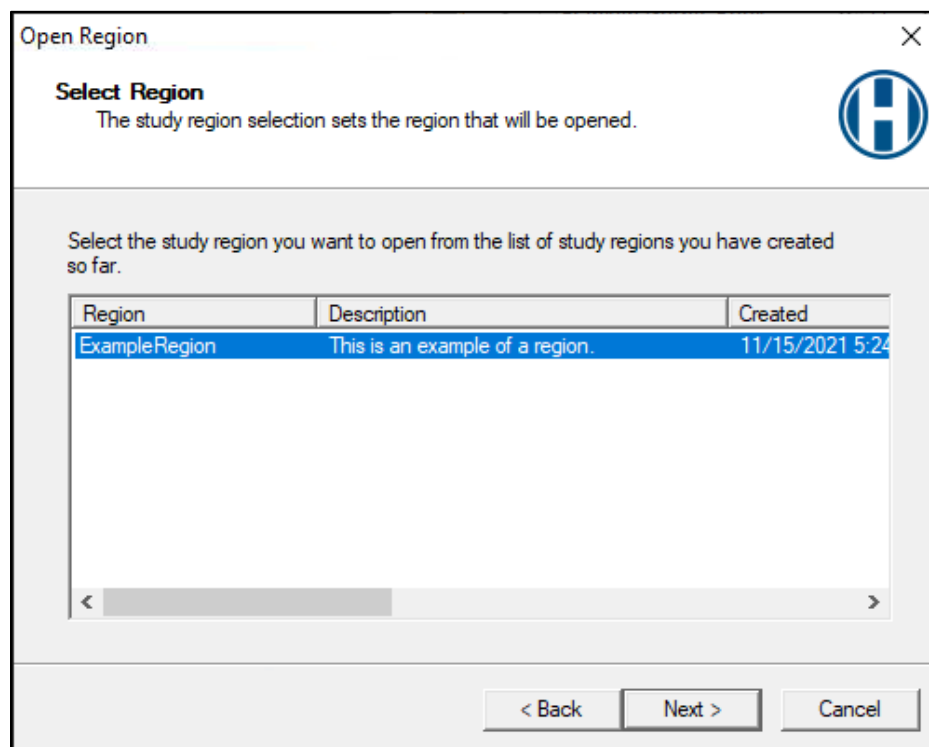 Open Region
Select Region
The study region selection sets the region that will be opened.
Select the study region you want to open from the list of study regions you have created
so far.
Region Description Created
ExampleRegion This is an example of a region. 11/15/2021 5:24
< Back Next > Cancel